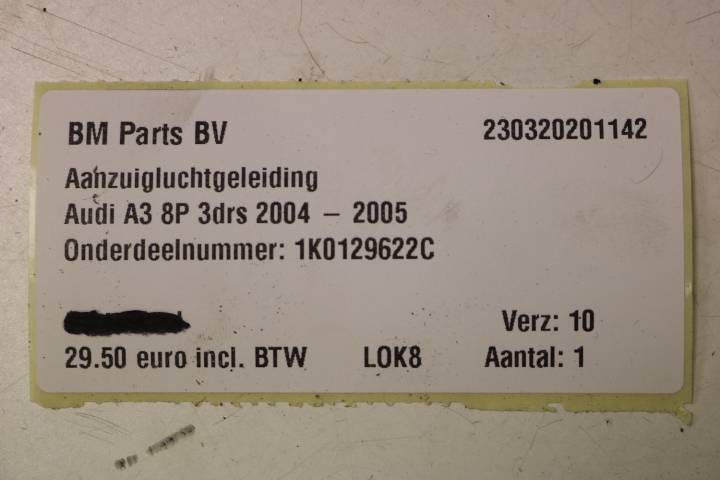 BM Parts BV 230320201142
Aanzuigluchtgeleiding
Audi A3 8P 3drs 2004 – 2005
Onderdeelnummer: 1K0129622C
Verz: 10
29.50 euro incl. BTW LOK8 Aantal: 1